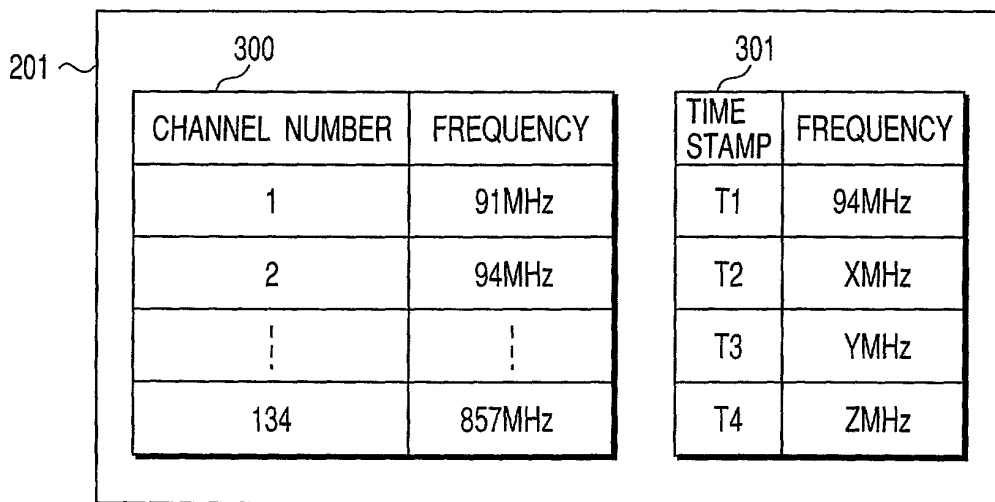 201
300
CHANNEL NUMBER FREQUENCY
1 91MHz
2 94MHz
134 857MHz
301
TIME STAMP FREQUENCY
T1 94MHz
T2 XMHz
T3 YMHz
T4 ZMHz